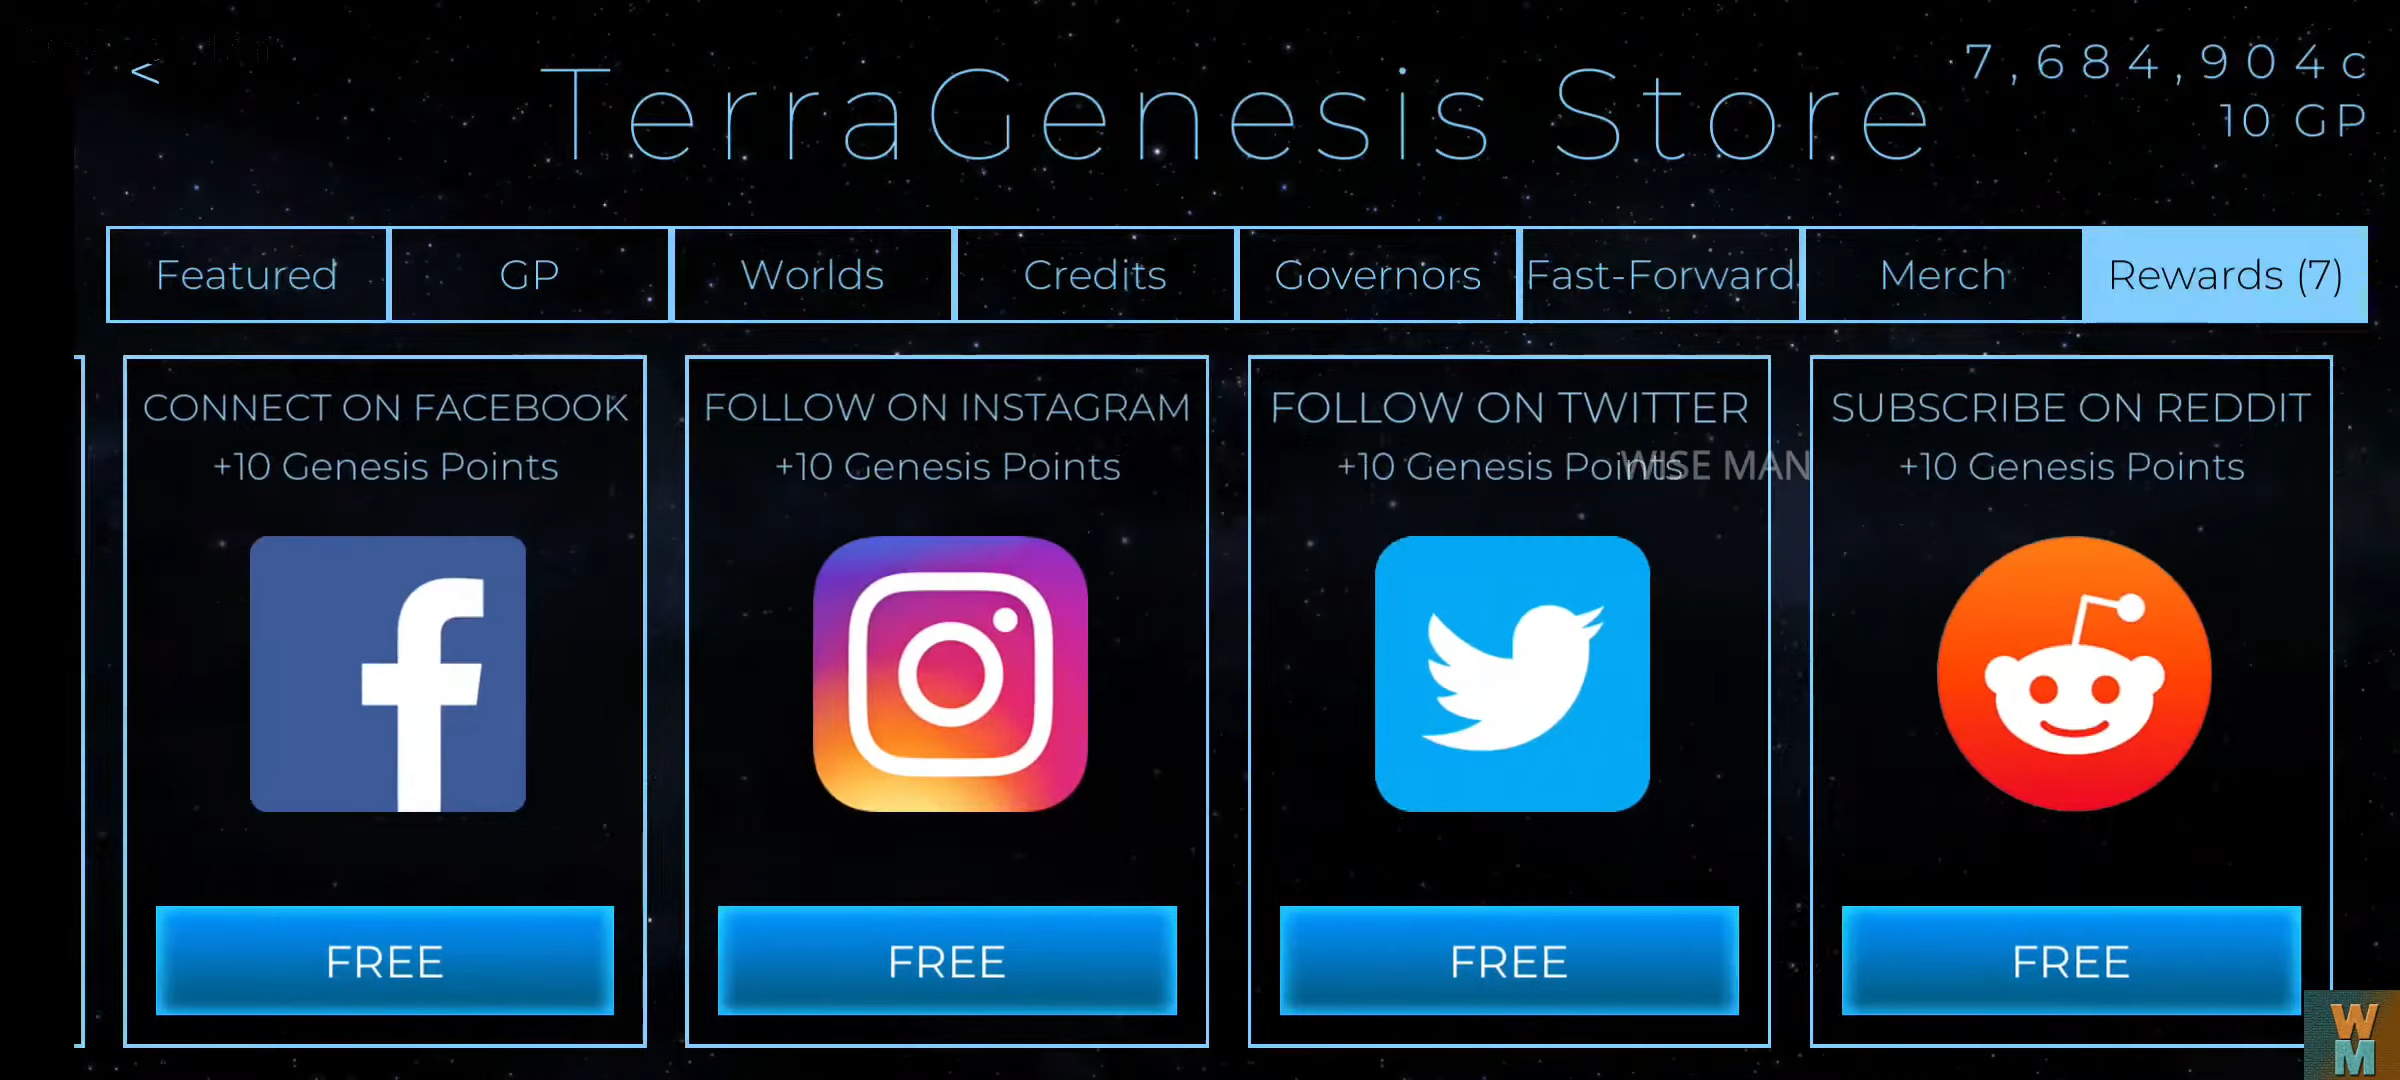 <
TerraGenesis Store
7,684,904c
10 GP
Featured
GP
Worlds
Credits
Governors
Fast-Forward
Merch
Rewards (7)
CONNECT ON FACEBOOK
+10 Genesis Points
FREE
FOLLOW ON INSTAGRAM
+10 Genesis Points
FREE
FOLLOW ON TWITTER
+10 Genesis Points
WISE MAN
FREE
SUBSCRIBE ON REDDIT
+10 Genesis Points
FREE
WM